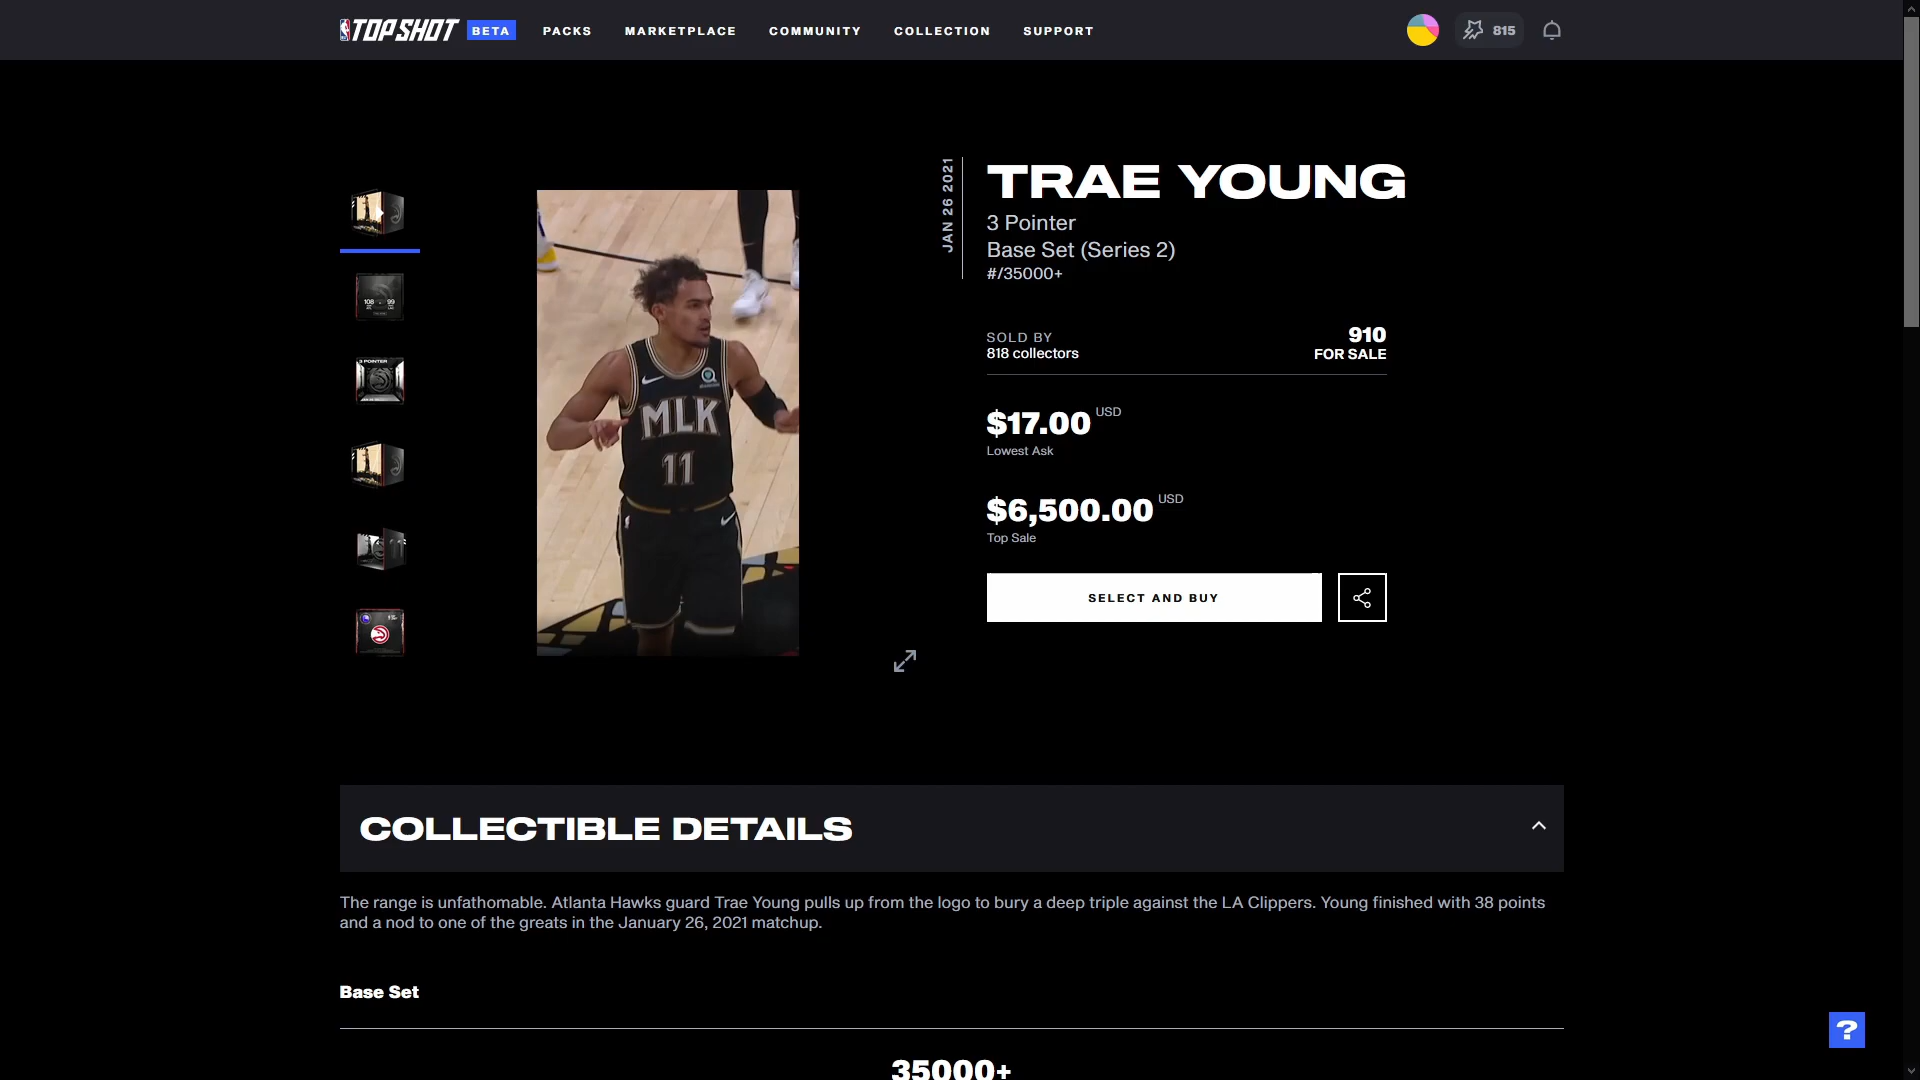 TOP SHOT BETA PACKS MARKETPLACE COMMUNITY COLLECTION SUPPORT 815
JAN 26 2021
TRAE YOUNG
3 Pointer
Base Set (Series 2)
#/35000+
SOLD BY
818 collectors
910
FOR SALE
$17.00 USD
Lowest Ask
$6,500.00 USD
Top Sale
SELECT AND BUY
108 - 99
3 POINTER
MLK
11
COLLECTIBLE DETAILS
The range is unfathomable. Atlanta Hawks guard Trae Young pulls up from the logo to bury a deep triple against the LA Clippers. Young finished with 38 points
and a nod to one of the greats in the January 26, 2021 matchup.
Base Set
35000+
?